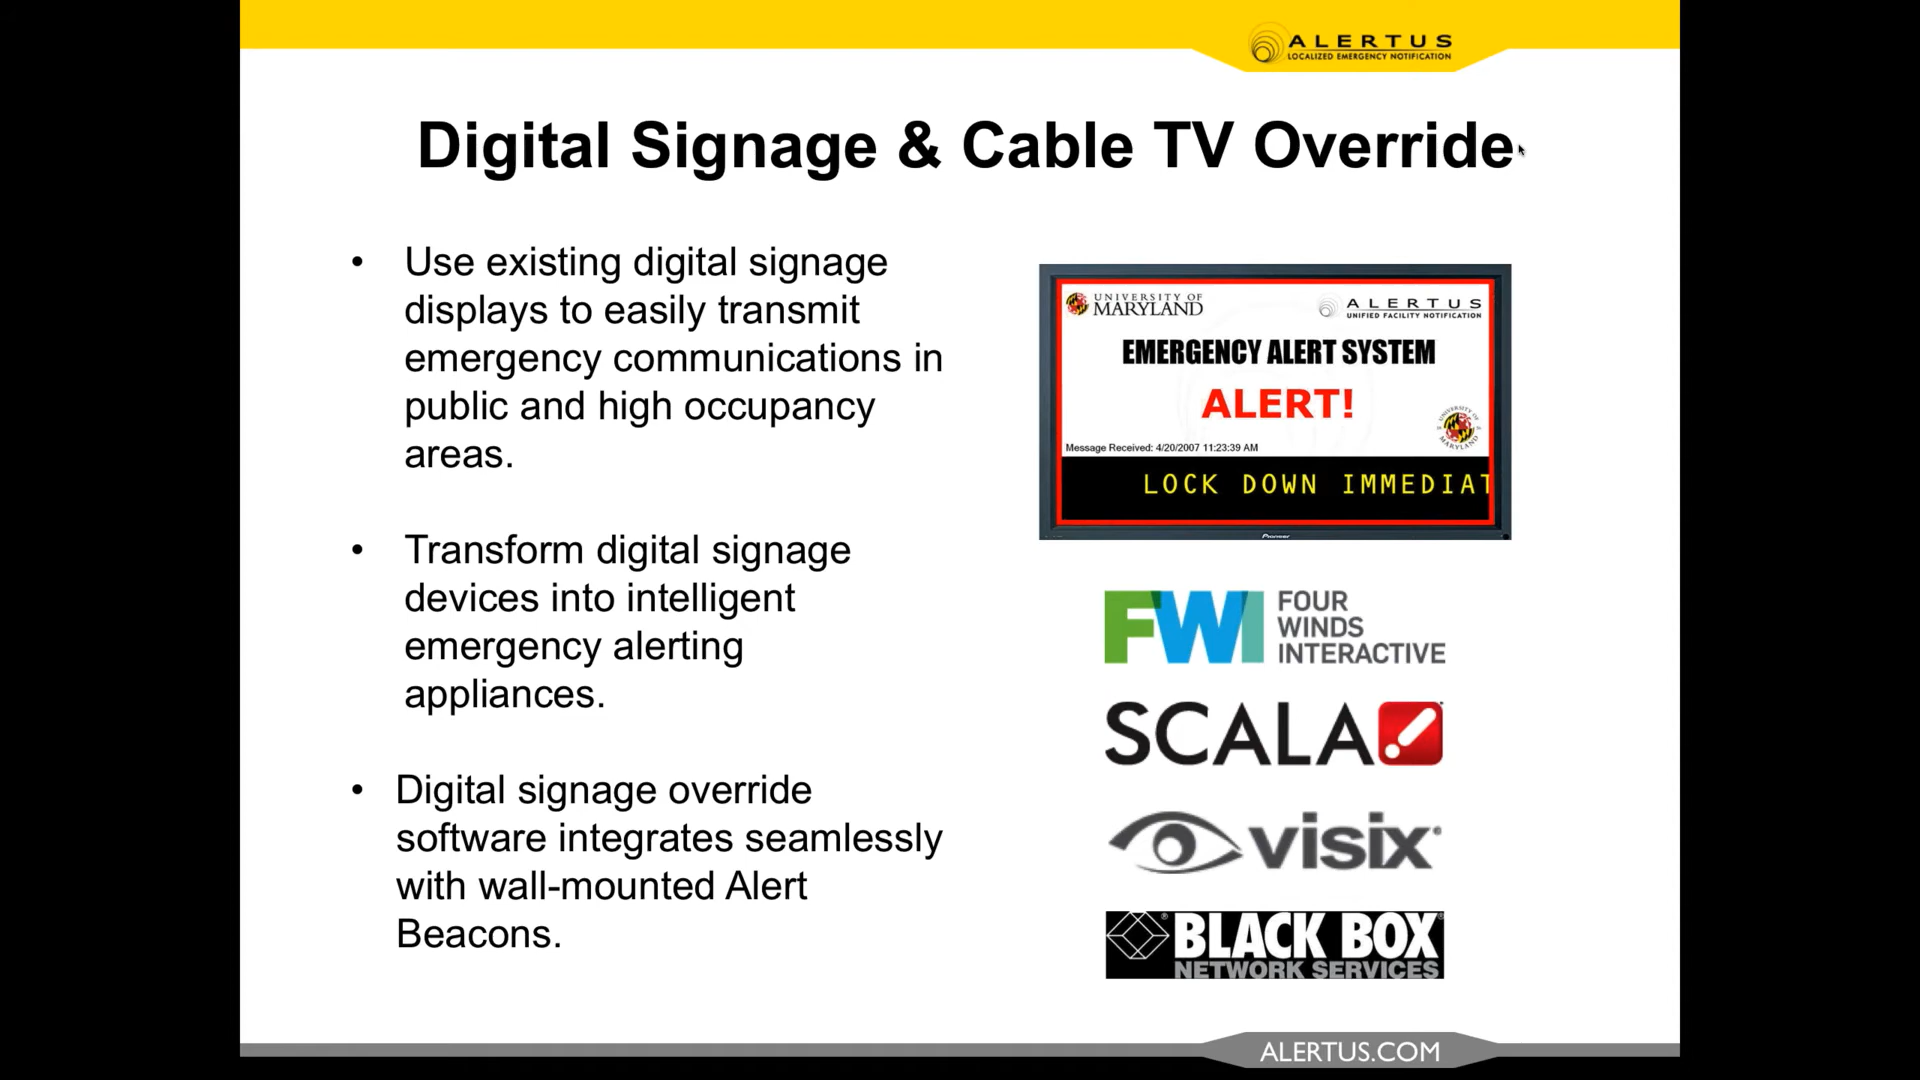 ALERTUS
LOCALIZED EMERGENCY NOTIFICATION
Digital Signage & Cable TV Override
• Use existing digital signage
displays to easily transmit
emergency communications in
public and high occupancy
areas.
• Transform digital signage
devices into intelligent
emergency alerting
appliances.
• Digital signage override
software integrates seamlessly
with wall-mounted Alert
Beacons.
UNIVERSITY OF
MARYLAND
ALERTUS
UNIFIED FACILITY NOTIFICATION
EMERGENCY ALERT SYSTEM
ALERT!
UNIVERSITY OF
MARYLAND
Message Received: 4/20/2007 11:23:39 AM
LOCK DOWN IMMEDIAT
Pioneer
FWI FOUR
WINDS
INTERACTIVE
SCALA
visix
BLACK BOX
NETWORK SERVICES
ALERTUS.COM